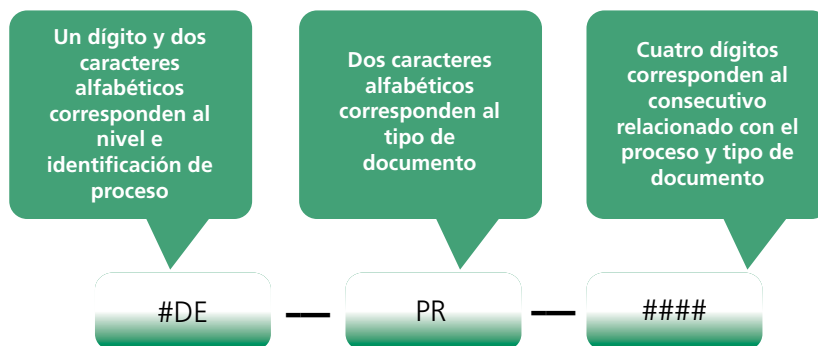 Un dígito y dos
caracteres
alfabéticos
corresponden al
nivel e
identificación de
proceso
Dos caracteres
alfabéticos
corresponden al
tipo de
documento
Cuatro dígitos
corresponden al
consecutivo
relacionado con el
proceso y tipo de
documento
#DE — PR — ####